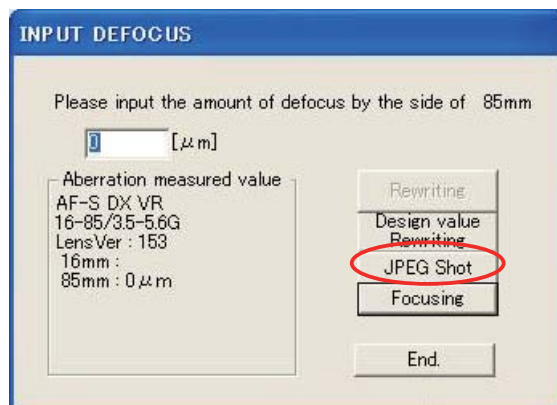 INPUT DEFOCUS
Please input the amount of defocus by the side of 85mm
0 [μm]
Aberration measured value
AF-S DX VR
16-85/3.5-5.6G
LensVer : 153
16mm :
85mm : 0μm
Rewriting
Design value
Rewriting
JPEG Shot
Focusing
End.